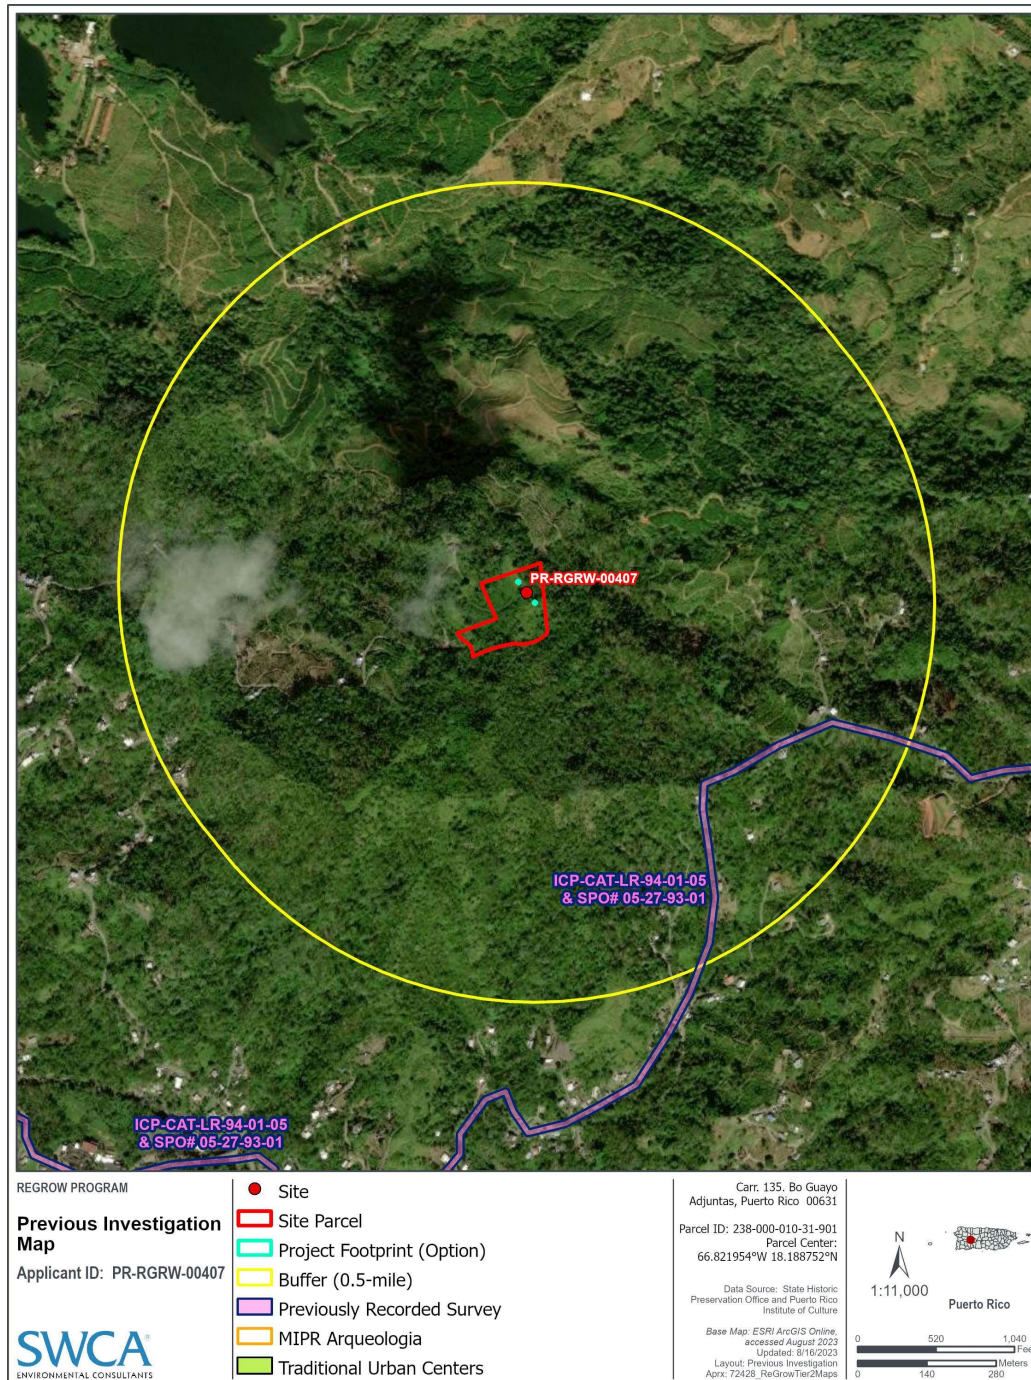 PR-RGRW-00407
ICP-CAT-LR-94-01-05
& SPO# 05-27-93-01
ICP-CAT-LR-94-01-05
& SPO# 05-27-93-01
REGROW PROGRAM
Previous Investigation
Map
Applicant ID: PR-RGRW-00407
SWCA®
ENVIRONMENTAL CONSULTANTS
Site
Site Parcel
Project Footprint (Option)
Buffer (0.5-mile)
Previously Recorded Survey
MIPR Arqueologia
Traditional Urban Centers
Carr. 135. Bo Guayo
Adjuntas, Puerto Rico 00631
Parcel ID: 238-000-010-31-901
Parcel Center:
66.821954°W 18.188752°N
Data Source: State Historic
Preservation Office and Puerto Rico
Institute of Culture
Base Map: ESRI ArcGIS Online,
accessed August 2023
Updated: 8/16/2023
Layout: Previous Investigation
Aprx: 72428_ReGrowTier2Maps
N
1:11,000
Puerto Rico
0 520 1,040
Fee
Meters
0 140 280